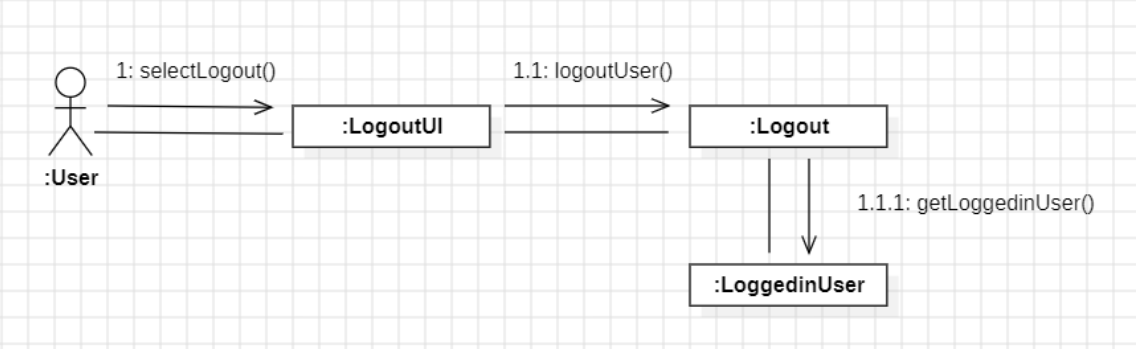 1: selectLogout()
1.1: logoutUser()
:LogoutUI
:Logout
:User
1.1.1: getLoggedinUser()
:LoggedinUser